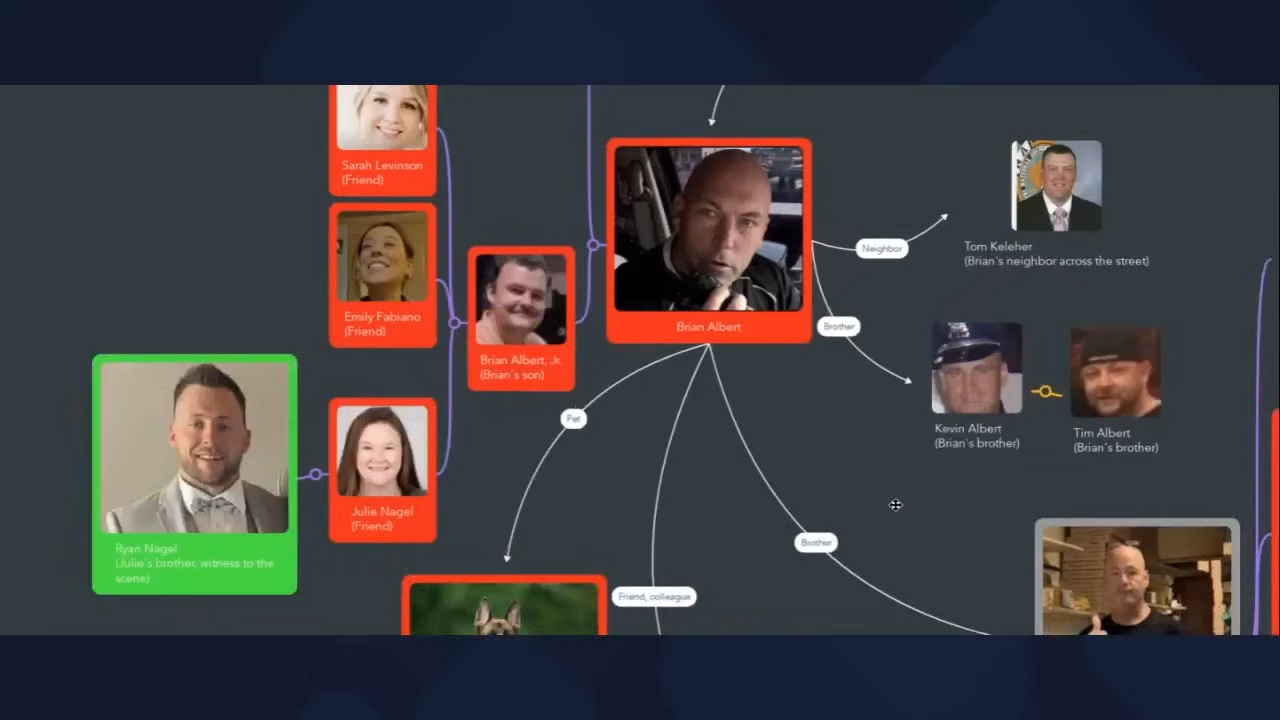 Sarah Levinson
(Friend)
Emily Fabiano
(Friend)
Brian Albert, Jr.
(Brian's son)
Julie Nagel
(Friend)
Ryan Nagel
(Julie's brother, witness to the
scene)
Brian Albert
Neighbor
Tom Keleher
(Brian's neighbor across the street)
Brother
Kevin Albert
(Brian's brother)
Tim Albert
(Brian's brother)
Pet
Brother
Friend, colleague